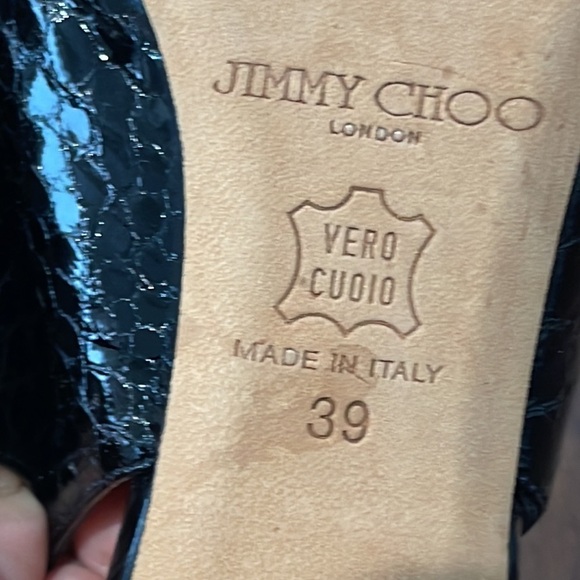 JIMMY CHOO
LONDON
VERO
CUOIO
MADE IN ITALY
39